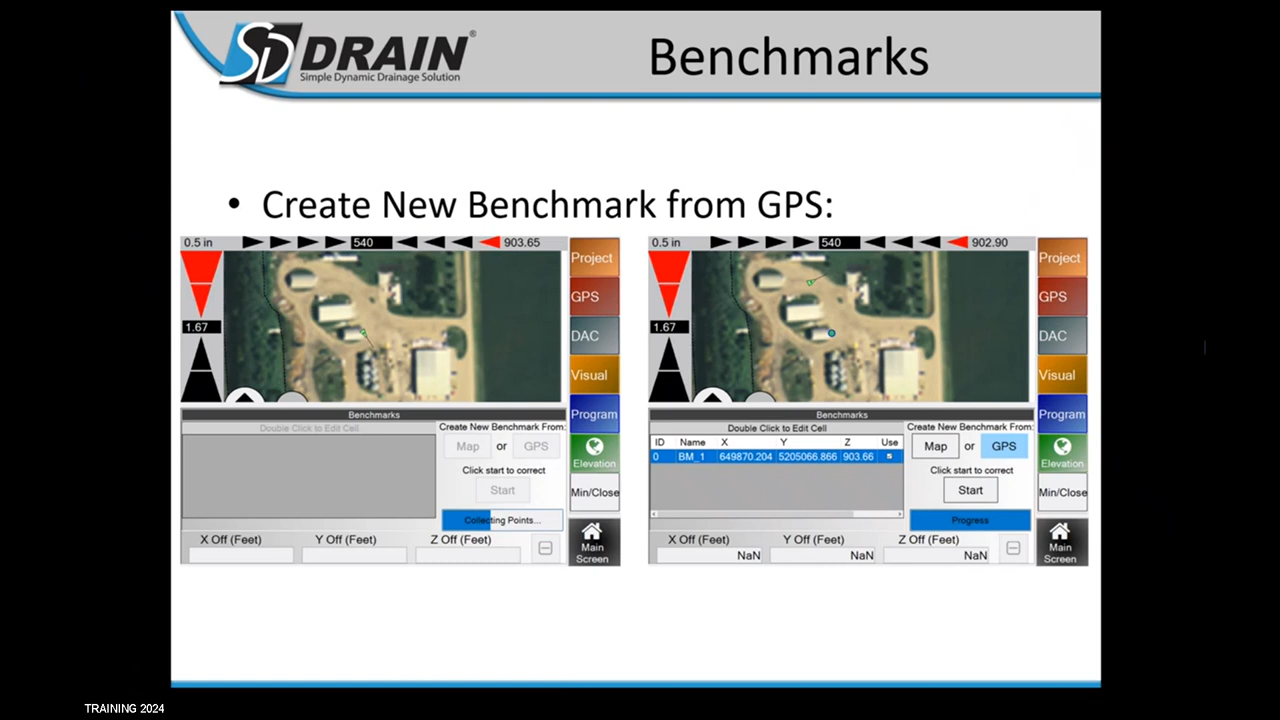 SD DRAIN®
Simple Dynamic Drainage Solution
Benchmarks
• Create New Benchmark from GPS:
0.5 in 540 903.65
1.67
Project
GPS
DAC
Visual
Program
Elevation
Min/Close
Main
Screen
Benchmarks
Double Click to Edit Cell
Create New Benchmark From:
Map or GPS
Click start to correct
Start
Collecting Points...
X Off (Feet) Y Off (Feet) Z Off (Feet)
0.5 in 540 902.90
1.67
Project
GPS
DAC
Visual
Program
Elevation
Min/Close
Main
Screen
Benchmarks
Double Click to Edit Cell
Create New Benchmark From:
ID Name X Y Z Use
0 BM_1 649870.204 5205066.866 903.66
Map or GPS
Click start to correct
Start
Progress
X Off (Feet) Y Off (Feet) Z Off (Feet)
NaN NaN NaN
TRAINING 2024